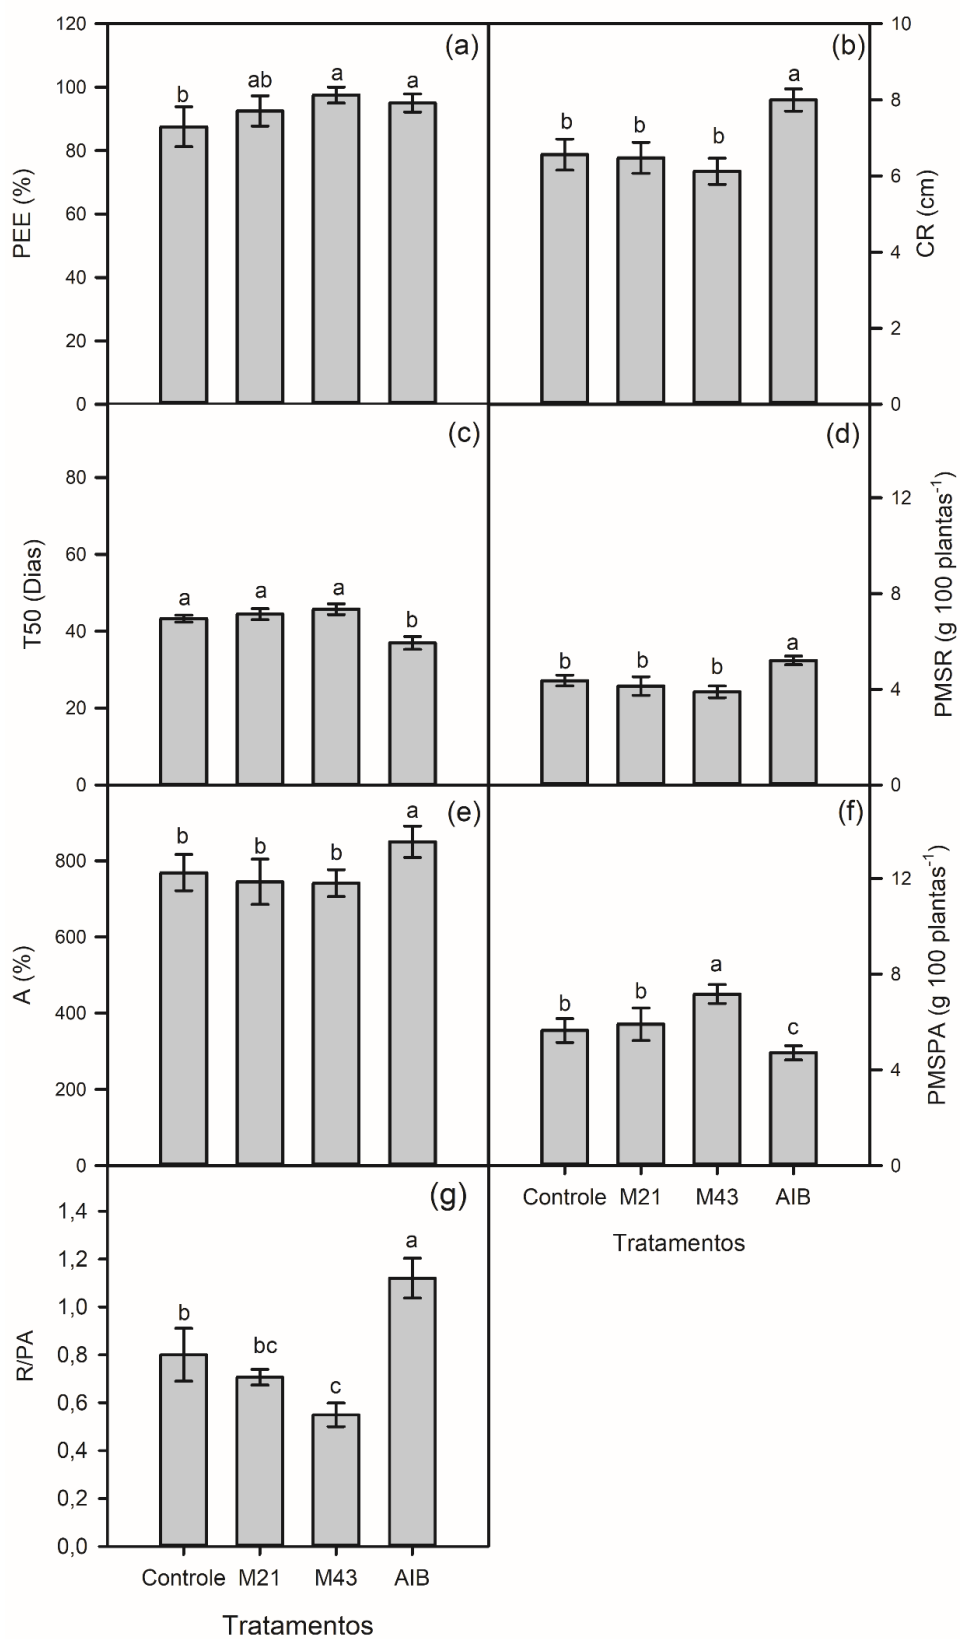 (a)
PEE (%)
120
100
80
60
40
20
0
b
ab
a
a
(b)
CR (cm)
10
8
6
4
2
0
b
b
b
a
(c)
T50 (Dias)
80
60
40
20
0
a
a
a
b
(d)
PMSR (g 100 plantas⁻¹)
12
8
4
0
b
b
b
a
(e)
A (%)
800
600
400
200
0
b
b
b
a
(f)
PMSPA (g 100 plantas⁻¹)
12
8
4
0
b
b
a
c
Controle M21 M43 AIB
Tratamentos
(g)
R/PA
1,4
1,2
1,0
0,8
0,6
0,4
0,2
0,0
b
bc
c
a
Controle M21 M43 AIB
Tratamentos